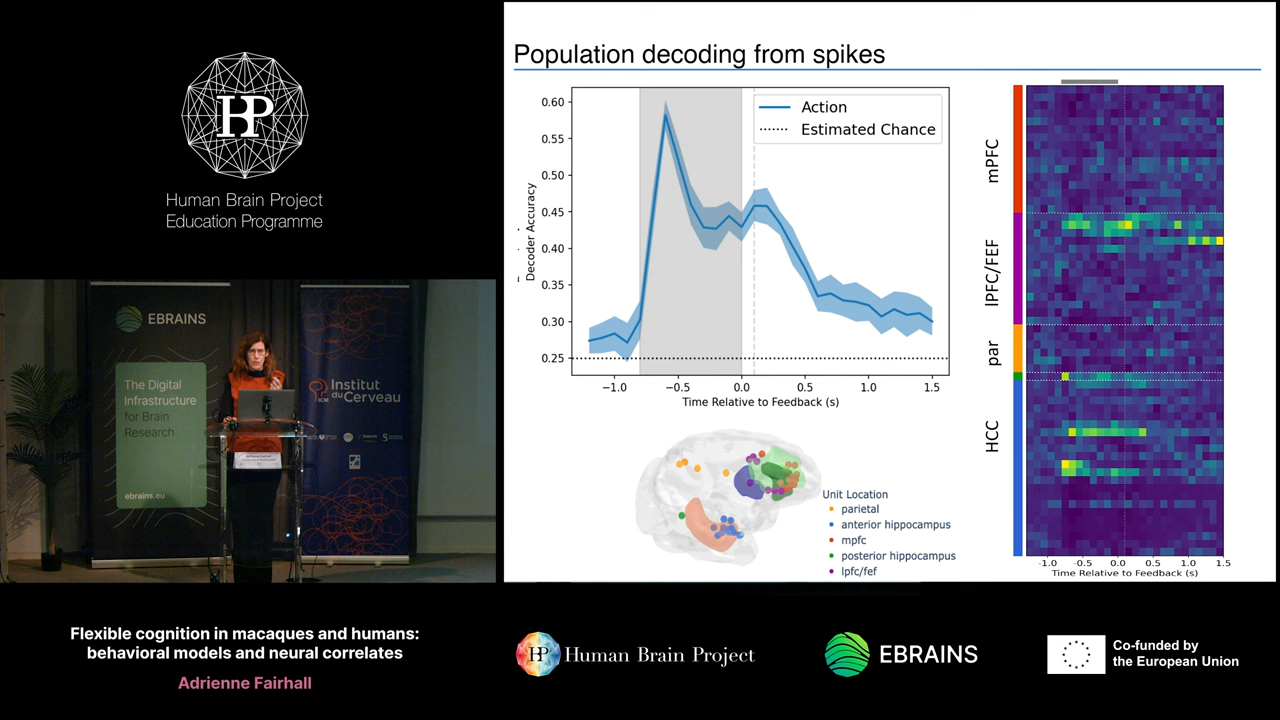 HP
Human Brain Project
Education Programme
EBRAINS
The Digital
Infrastructure
for Brain
Research
ebrains.eu
ICM
Institut
du Cerveau
Population decoding from spikes
Action
Estimated Chance
Decoder Accuracy
0.60
0.55
0.50
0.45
0.40
0.35
0.30
0.25
−1.0
−0.5
0.0
0.5
1.0
1.5
Time Relative to Feedback (s)
Unit Location
parietal
anterior hippocampus
mpfc
posterior hippocampus
lpfc/fef
mPFC
lPFC/FEF
par
HCC
-1.0
-0.5
0.0
0.5
1.0
1.5
Time Relative to Feedback (s)
Flexible cognition in macaques and humans:
behavioral models and neural correlates
Adrienne Fairhall
HP
Human Brain Project
EBRAINS
Co-funded by
the European Union